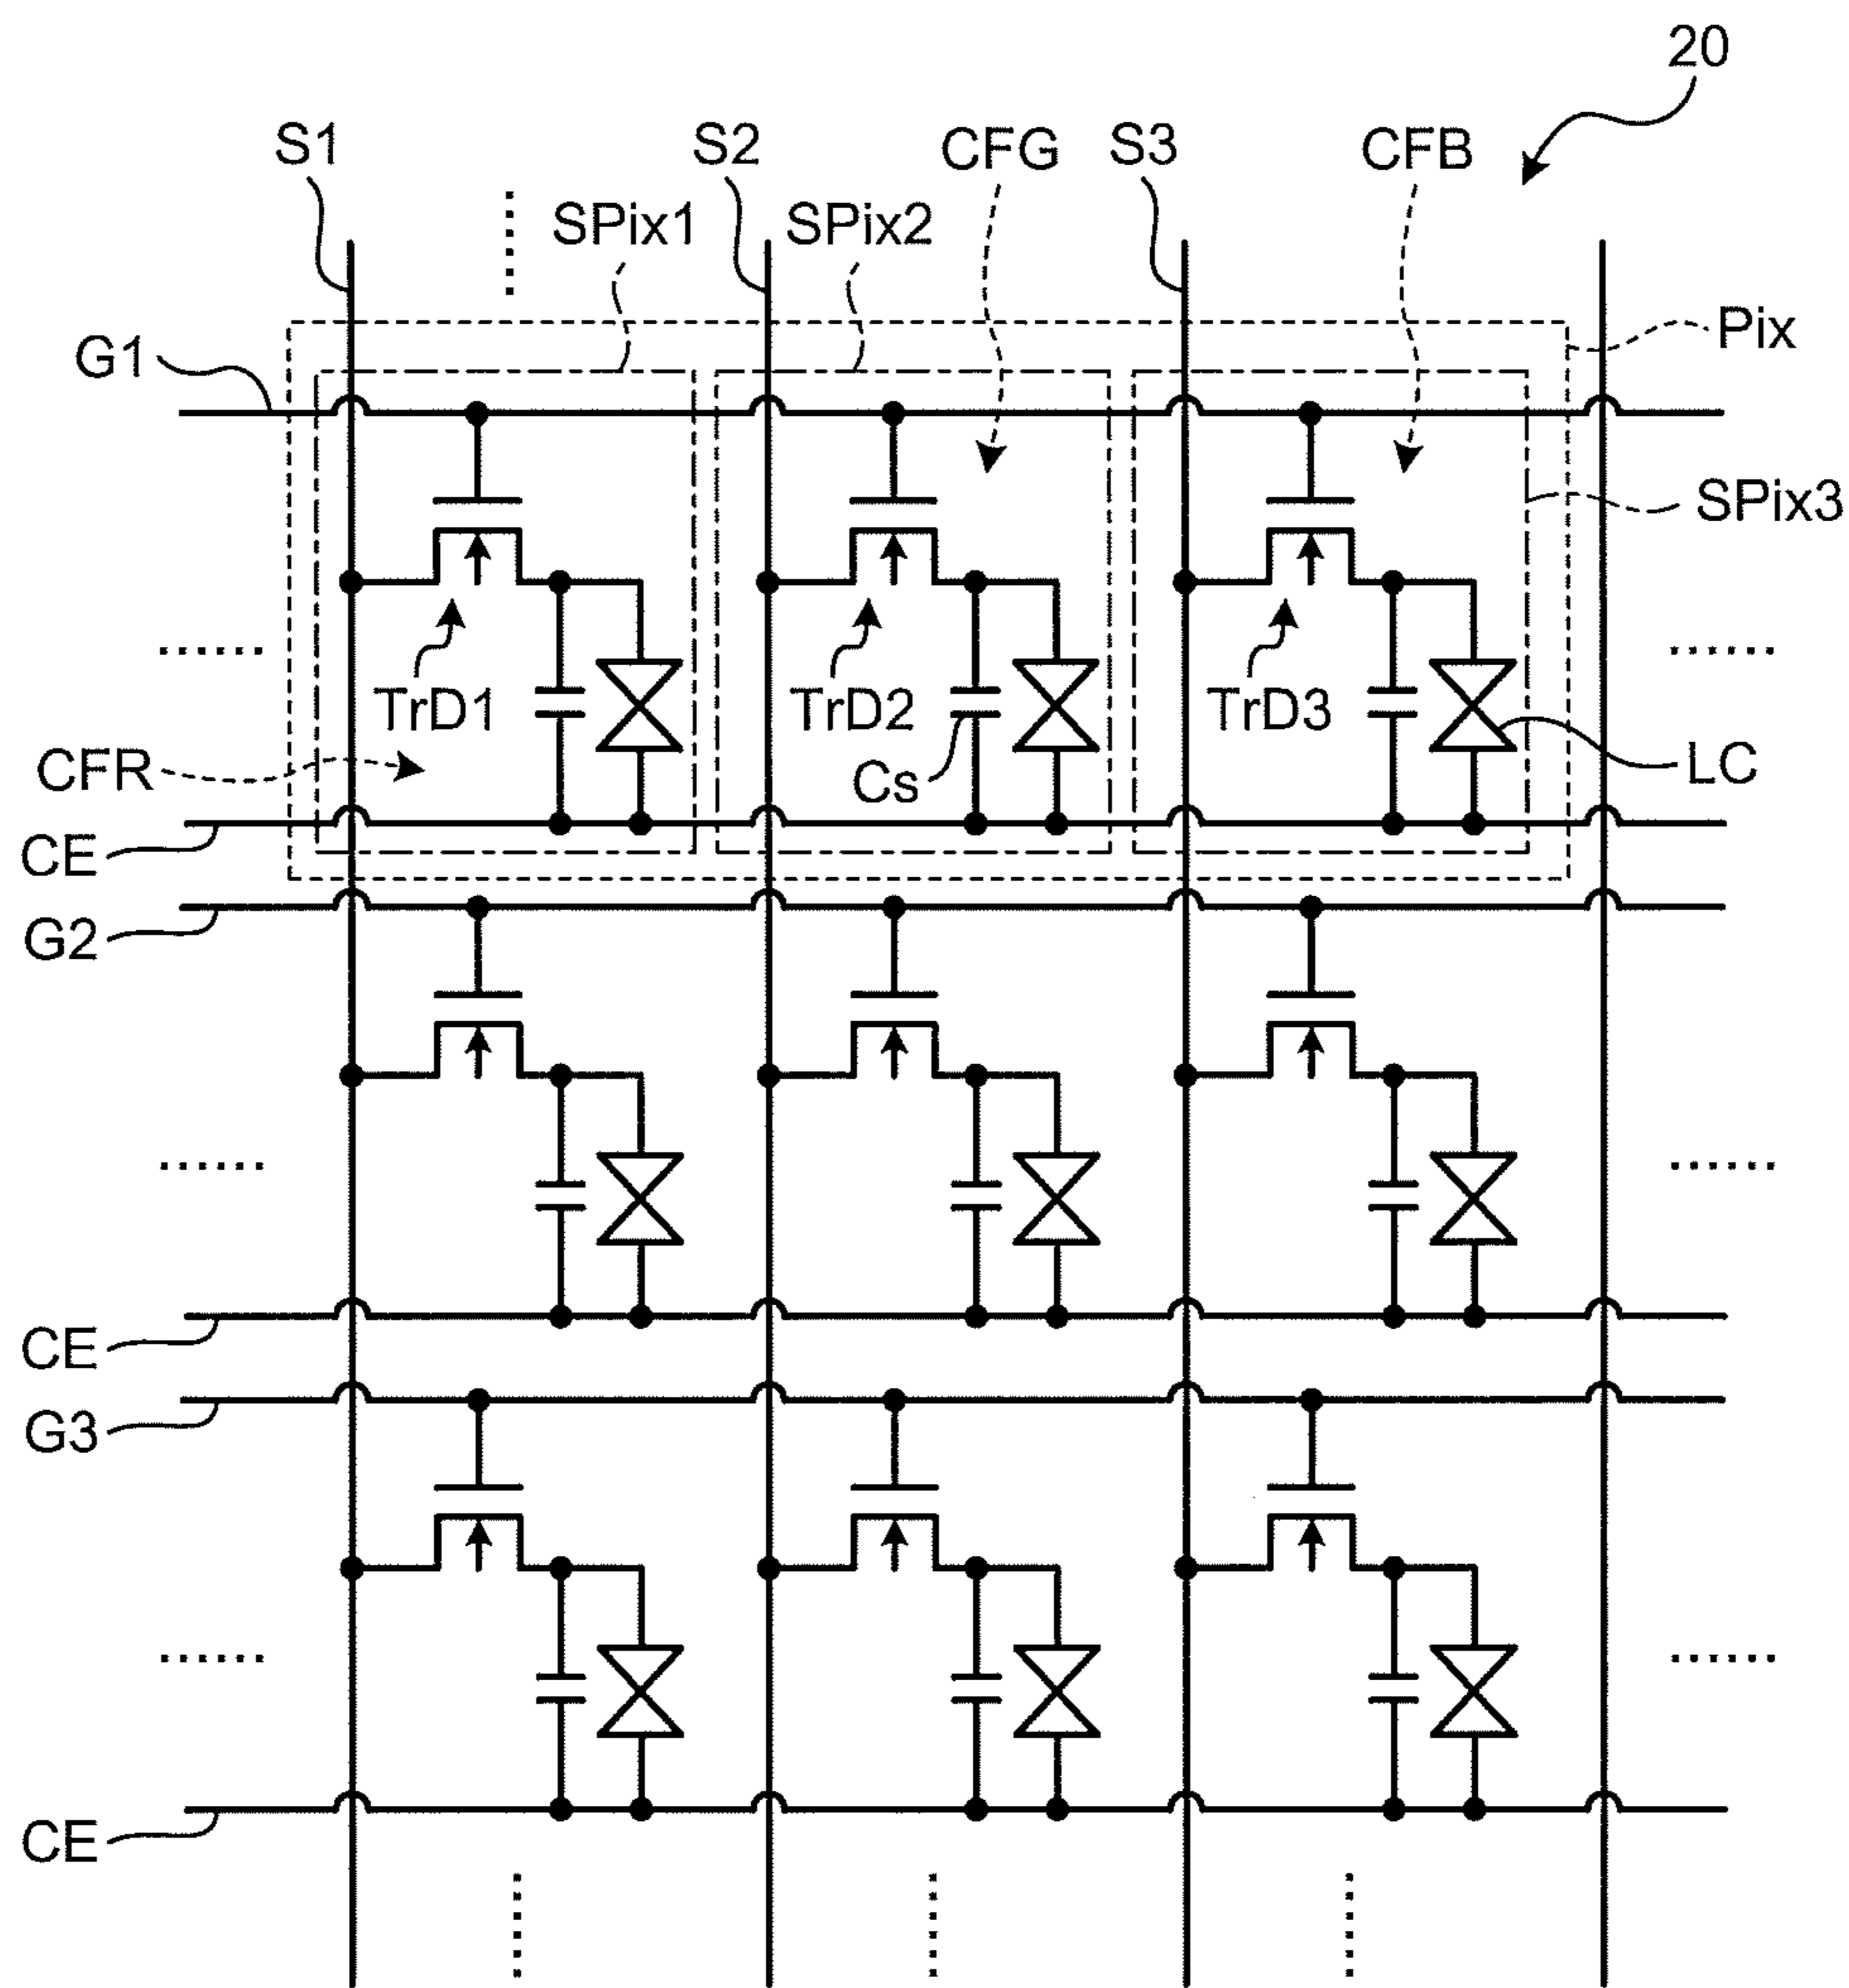 20
S1
S2
CFG
S3
CFB
SPix1
SPix2
Pix
G1
SPix3
TrD1
TrD2
TrD3
CFR
Cs
LC
CE
G2
CE
G3
CE